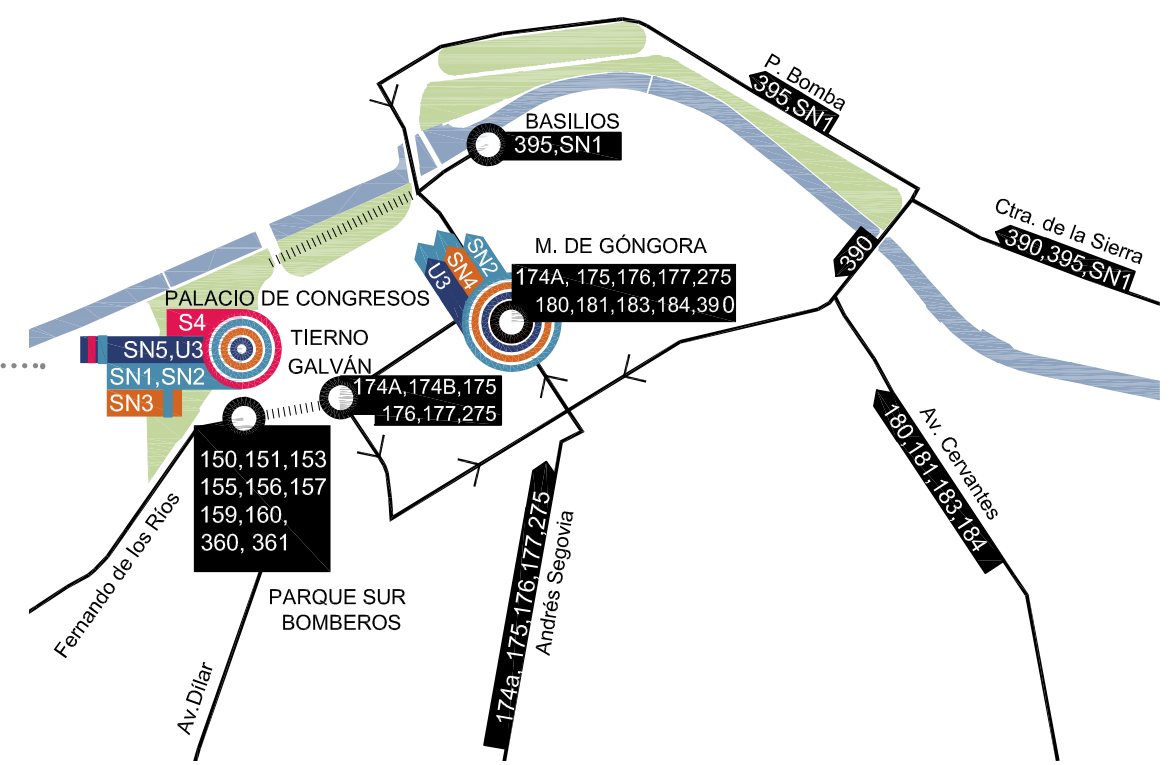 P. Bomba
395,SN1
BASILIOS
395,SN1
Ctra. de la Sierra
390,395,SN1
390
SN2
SN4
U3
M. DE GÓNGORA
174A, 175,176,177,275
180,181,183,184,390
PALACIO DE CONGRESOS
S4
SN5,U3
SN1,SN2
SN3
TIERNO
GALVÁN
174A,174B,175
176,177,275
150,151,153
155,156,157
159,160,
360, 361
PARQUE SUR
BOMBEROS
Fernando de los Ríos
Av.Dílar
174a, 175,176,177,275
Andrés Segovia
Av. Cervantes
180,181,183,184